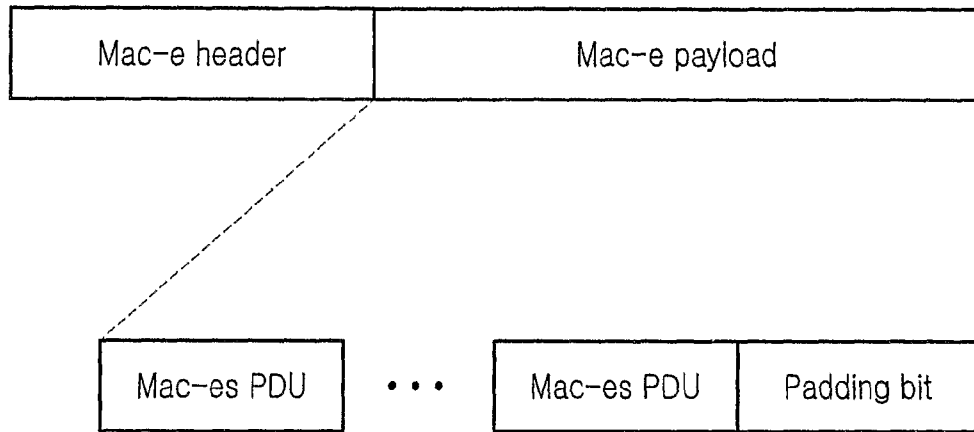 Mac-e header Mac-e payload
Mac-es PDU ••• Mac-es PDU Padding bit